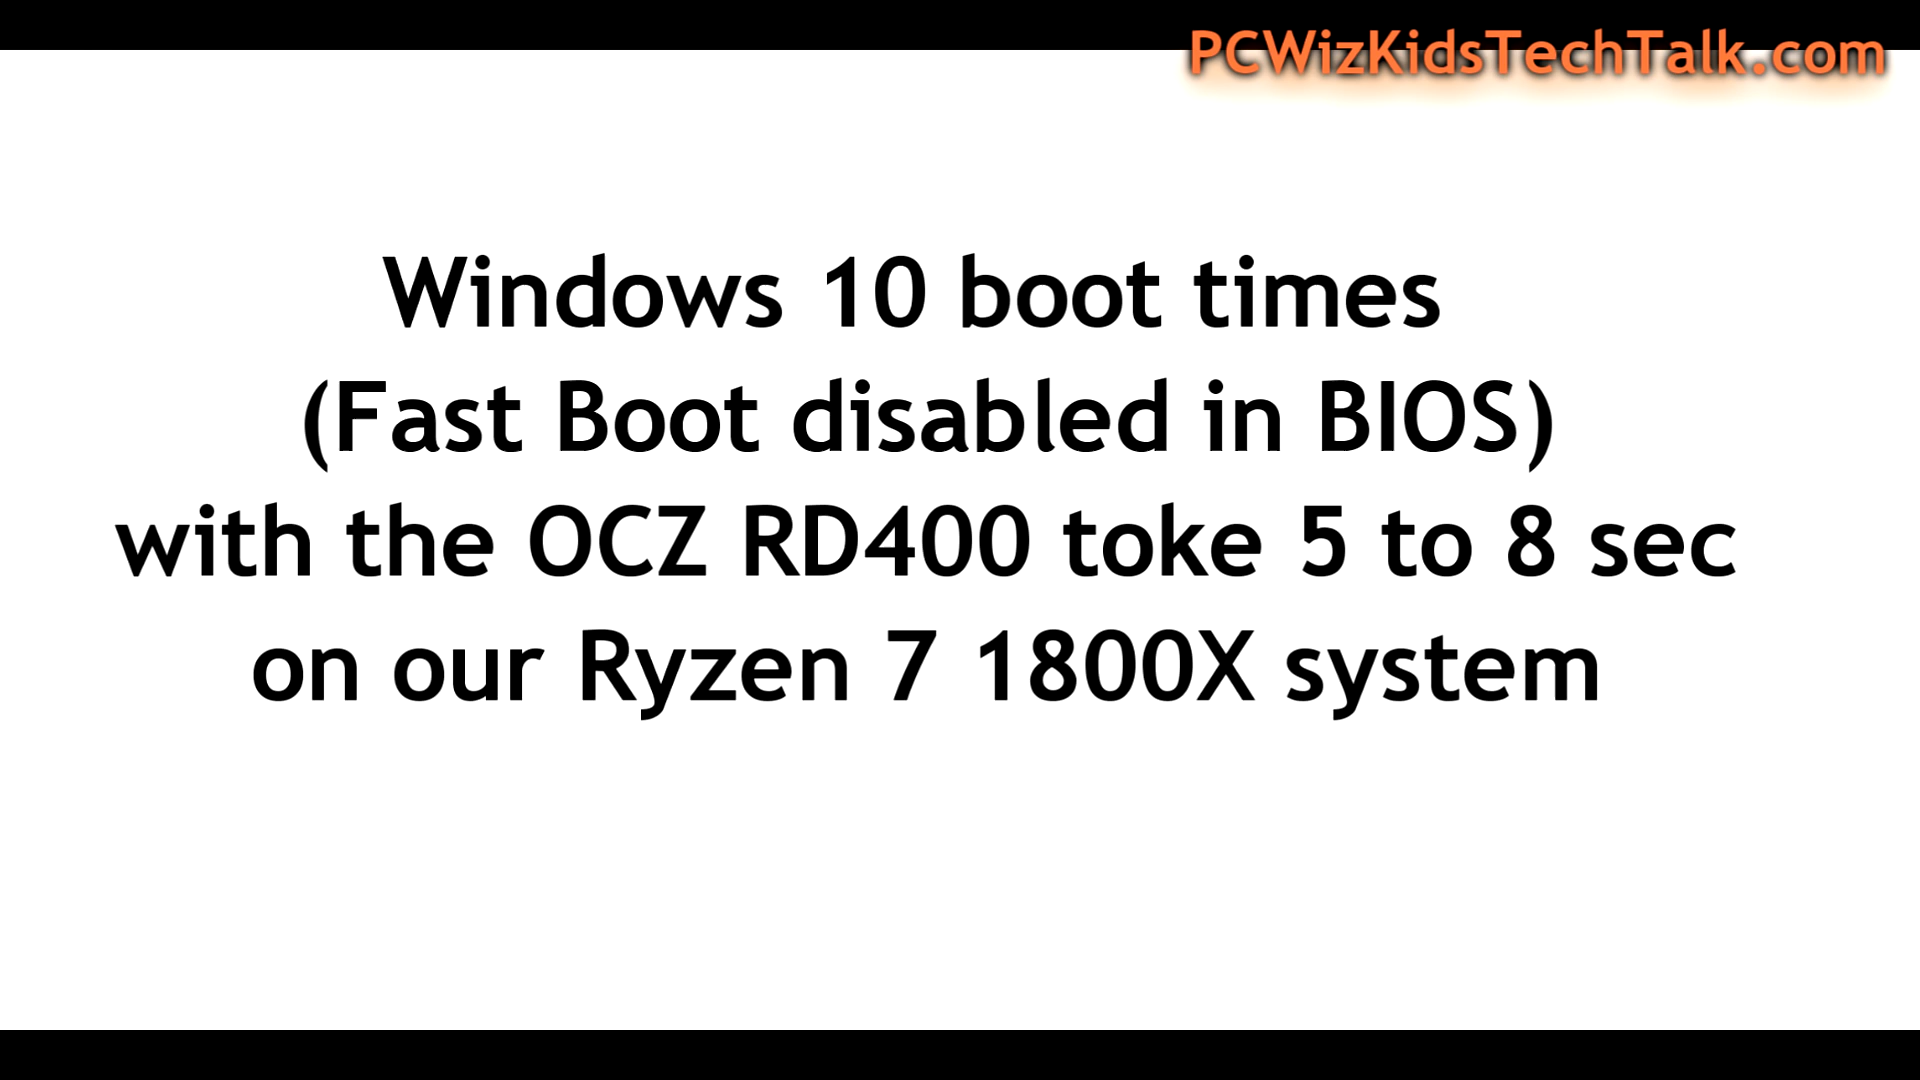 PCWizKidsTechTalk.com
Windows 10 boot times
(Fast Boot disabled in BIOS)
with the OCZ RD400 toke 5 to 8 sec
on our Ryzen 7 1800X system